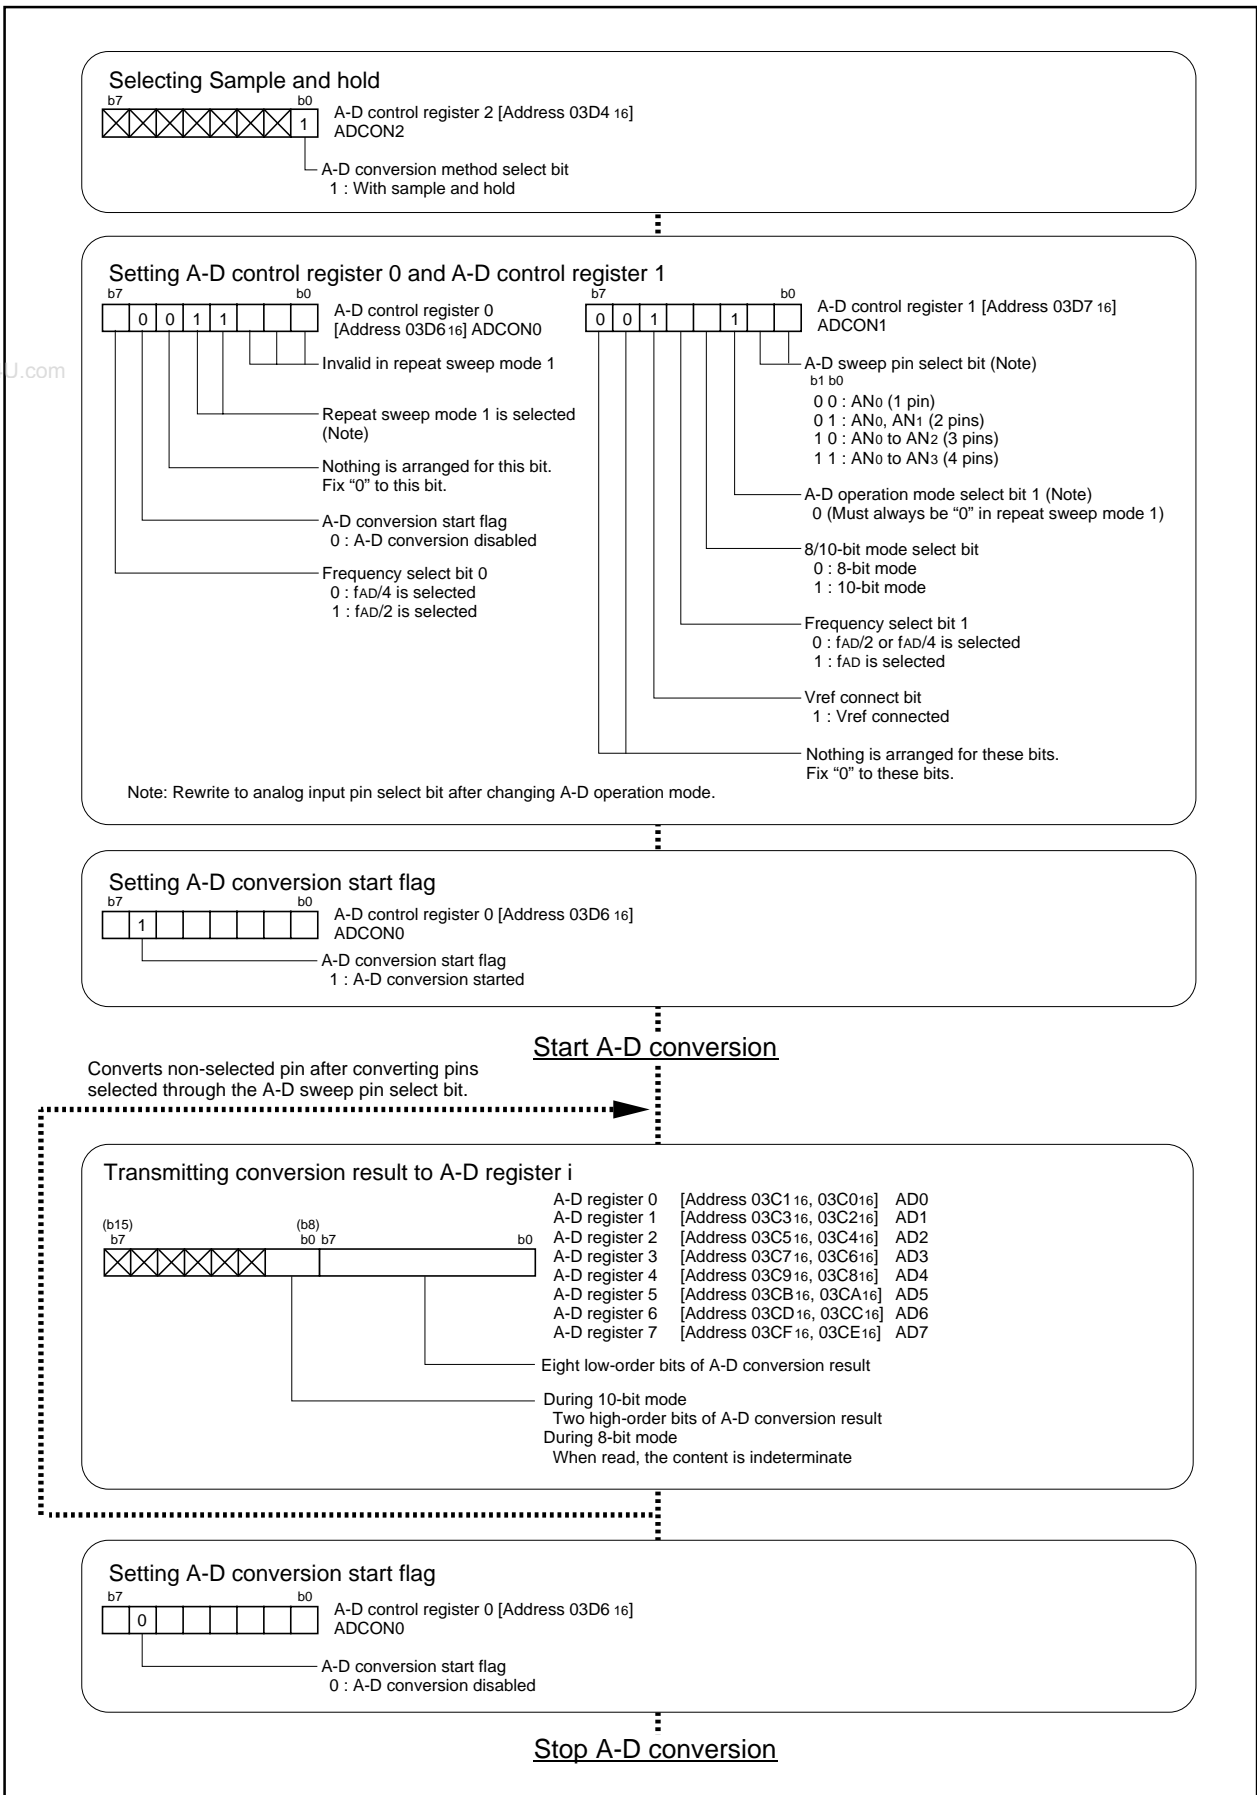 Selecting Sample and hold
b7 b0
1
A-D control register 2 [Address 03D4 16]
ADCON2
A-D conversion method select bit
1 : With sample and hold
Setting A-D control register 0 and A-D control register 1
b7 b0
0 0 1 1
A-D control register 0
[Address 03D6 16] ADCON0
Invalid in repeat sweep mode 1
Repeat sweep mode 1 is selected
(Note)
Nothing is arranged for this bit.
Fix “0” to this bit.
A-D conversion start flag
0 : A-D conversion disabled
Frequency select bit 0
0 : fAD/4 is selected
1 : fAD/2 is selected
b7 b0
0 0 1 1
A-D control register 1 [Address 03D7 16]
ADCON1
A-D sweep pin select bit (Note)
b1 b0
0 0 : AN0 (1 pin)
0 1 : AN0, AN1 (2 pins)
1 0 : AN0 to AN2 (3 pins)
1 1 : AN0 to AN3 (4 pins)
A-D operation mode select bit 1 (Note)
0 (Must always be “0” in repeat sweep mode 1)
8/10-bit mode select bit
0 : 8-bit mode
1 : 10-bit mode
Frequency select bit 1
0 : fAD/2 or fAD/4 is selected
1 : fAD is selected
Vref connect bit
1 : Vref connected
Nothing is arranged for these bits.
Fix “0” to these bits.
Note: Rewrite to analog input pin select bit after changing A-D operation mode.
U.com
Setting A-D conversion start flag
b7 b0
1
A-D control register 0 [Address 03D6 16]
ADCON0
A-D conversion start flag
1 : A-D conversion started
Start A-D conversion
Converts non-selected pin after converting pins
selected through the A-D sweep pin select bit.
Transmitting conversion result to A-D register i
(b15) (b8)
b7 b0 b7 b0
A-D register 0 [Address 03C1 16, 03C0 16] AD0
A-D register 1 [Address 03C3 16, 03C2 16] AD1
A-D register 2 [Address 03C5 16, 03C4 16] AD2
A-D register 3 [Address 03C7 16, 03C6 16] AD3
A-D register 4 [Address 03C9 16, 03C8 16] AD4
A-D register 5 [Address 03CB 16, 03CA 16] AD5
A-D register 6 [Address 03CD 16, 03CC 16] AD6
A-D register 7 [Address 03CF 16, 03CE 16] AD7
Eight low-order bits of A-D conversion result
During 10-bit mode
Two high-order bits of A-D conversion result
During 8-bit mode
When read, the content is indeterminate
Setting A-D conversion start flag
b7 b0
0
A-D control register 0 [Address 03D6 16]
ADCON0
A-D conversion start flag
0 : A-D conversion disabled
Stop A-D conversion